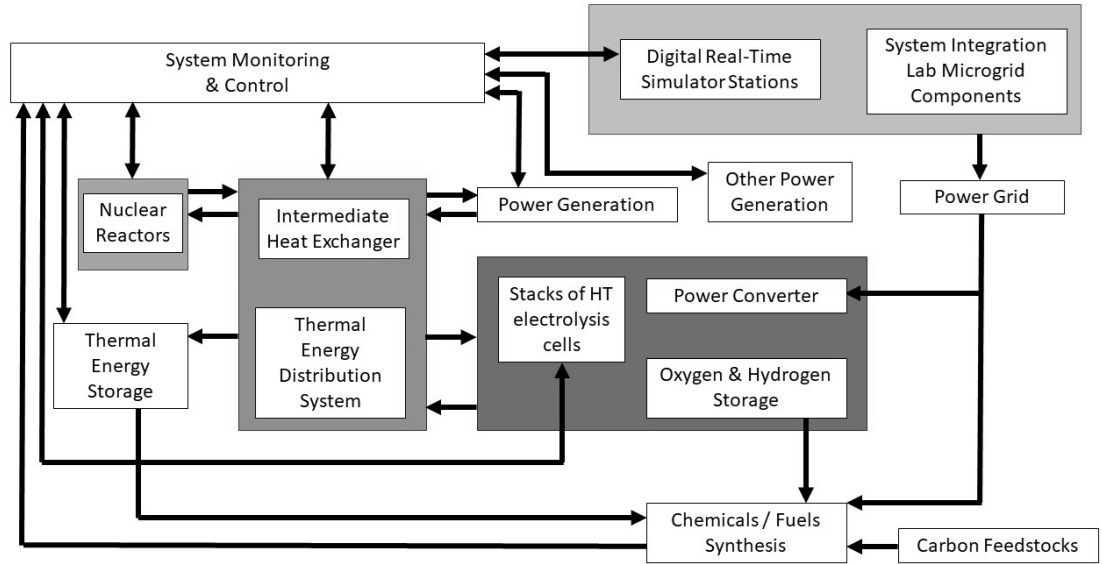 System Monitoring
& Control
Digital Real-Time
Simulator Stations
System Integration
Lab Microgrid
Components
Nuclear
Reactors
Intermediate
Heat Exchanger
Power Generation
Other Power
Generation
Power Grid
Thermal
Energy
Storage
Thermal
Energy
Distribution
System
Stacks of HT
electrolysis
cells
Power Converter
Oxygen & Hydrogen
Storage
Chemicals / Fuels
Synthesis
Carbon Feedstocks